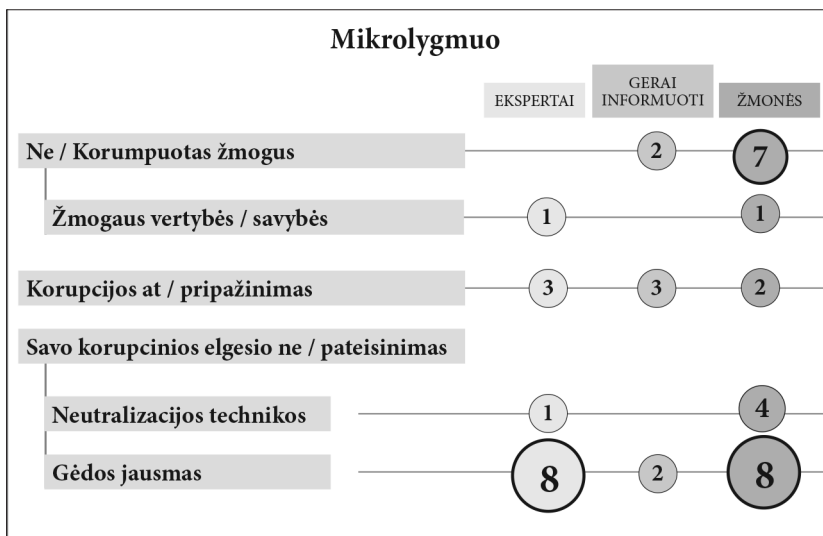 Mikrolygmuo
EKSPERTAI
GERAI
INFORMUOTI
ŽMONĖS
Ne / Korumpuotas žmogus
2
7
Žmogaus vertybės / savybės
1
1
Korupcijos at / pripažinimas
3
3
2
Savo korupcinios elgesio ne / pateisinimas
Neutralizacijos technikos
1
4
Gėdos jausmas
8
2
8